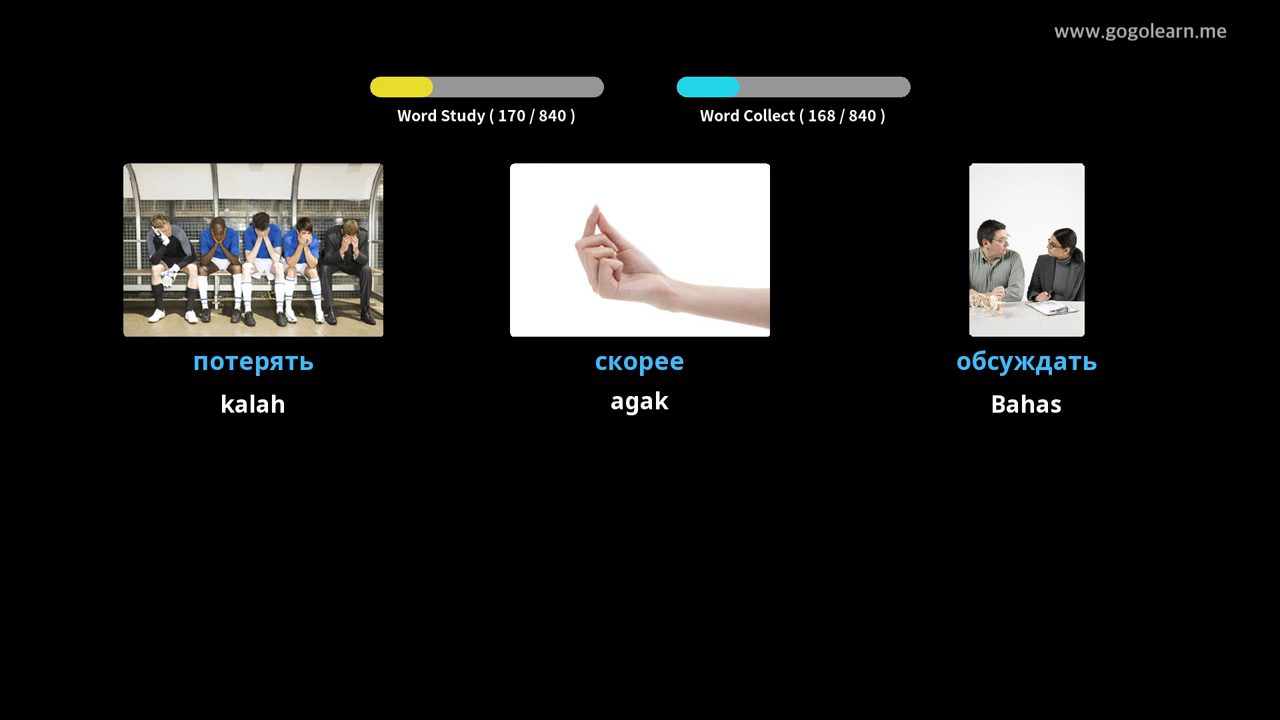 www.gogolearn.me
Word Study ( 170 / 840 )
Word Collect ( 168 / 840 )
потерять
kalah
скорее
agak
обсуждать
Bahas